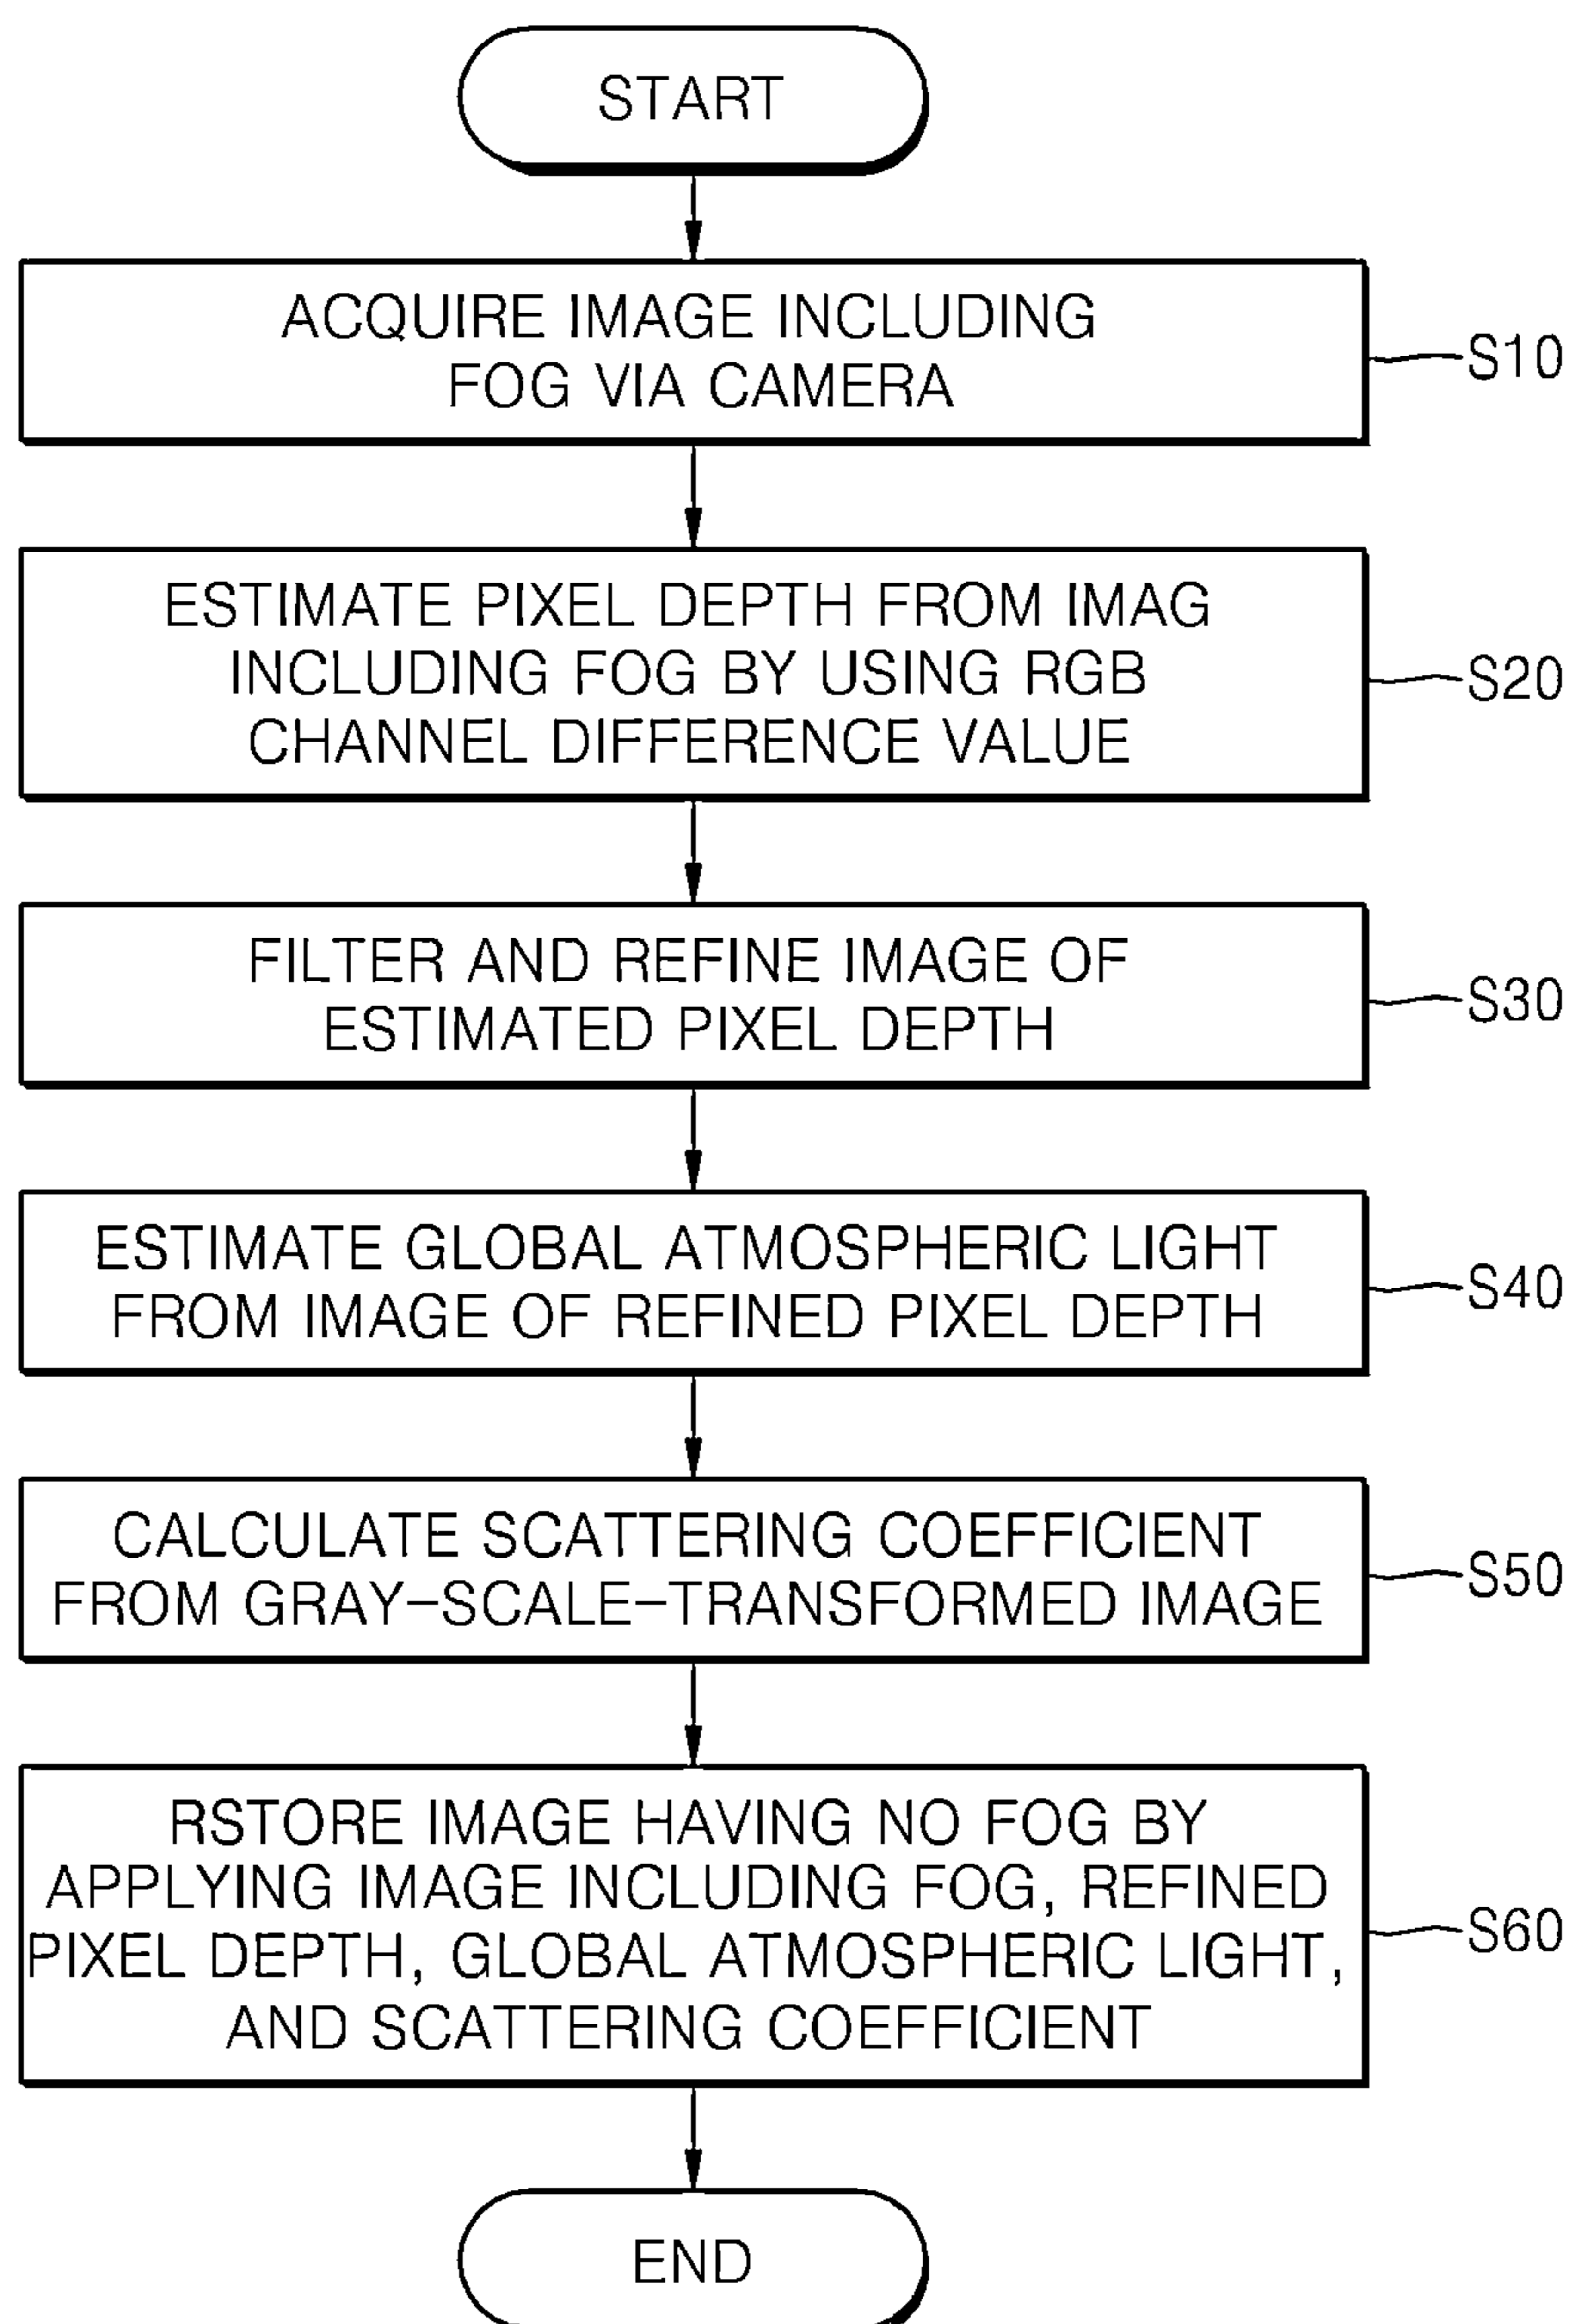 START
ACQUIRE IMAGE INCLUDING
FOG VIA CAMERA
S10
ESTIMATE PIXEL DEPTH FROM IMAG
INCLUDING FOG BY USING RGB
CHANNEL DIFFERENCE VALUE
S20
FILTER AND REFINE IMAGE OF
ESTIMATED PIXEL DEPTH
S30
ESTIMATE GLOBAL ATMOSPHERIC LIGHT
FROM IMAGE OF REFINED PIXEL DEPTH
S40
CALCULATE SCATTERING COEFFICIENT
FROM GRAY-SCALE-TRANSFORMED IMAGE
S50
RSTORE IMAGE HAVING NO FOG BY
APPLYING IMAGE INCLUDING FOG, REFINED
PIXEL DEPTH, GLOBAL ATMOSPHERIC LIGHT,
AND SCATTERING COEFFICIENT
S60
END